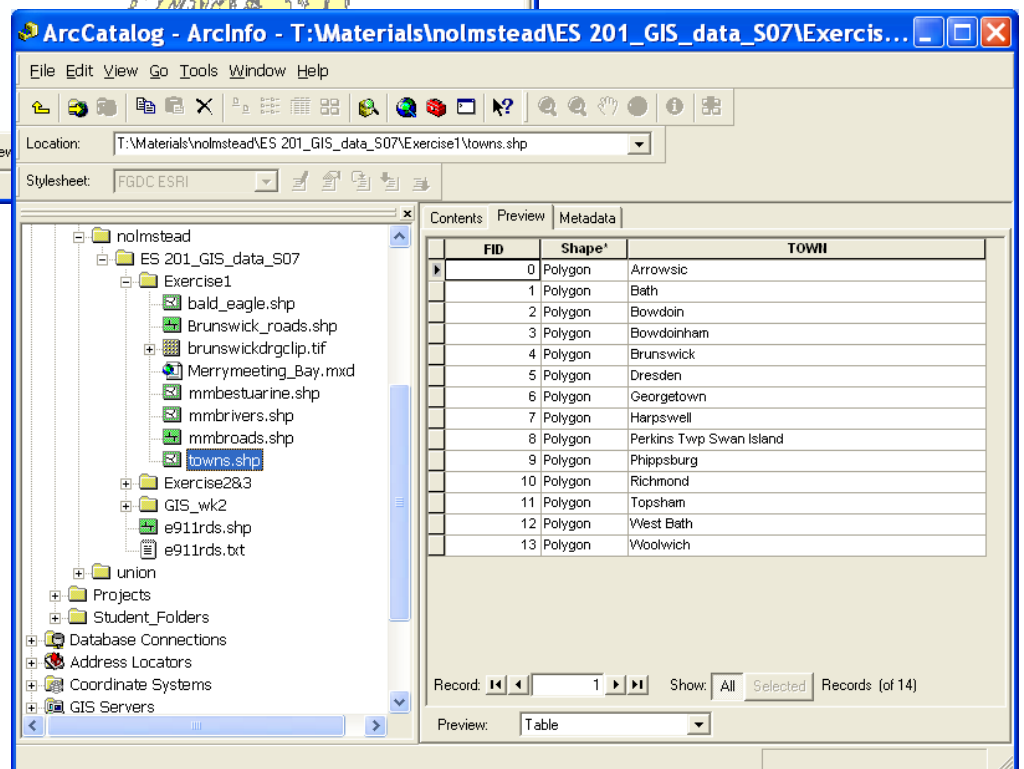 ArcCatalog - ArcInfo - T:\Materials\nolmstead\ES 201_GIS_data_S07\Exercis...
File Edit View Go Tools Window Help
Location: T:\Materials\nolmstead\ES 201_GIS_data_S07\Exercise1\towns.shp
Stylesheet: FGDC ESRI
nolmstead
ES 201_GIS_data_S07
Exercise1
bald_eagle.shp
Brunswick_roads.shp
brunswickdrgclip.tif
Merrymeeting_Bay.mxd
mmbestuarine.shp
mmbrivers.shp
mmbroads.shp
towns.shp
Exercise2&3
GIS_wk2
e911rds.shp
e911rds.txt
union
Projects
Student_Folders
Database Connections
Address Locators
Coordinate Systems
GIS Servers
Contents Preview Metadata
FID Shape* TOWN
0 Polygon Arrowsic
1 Polygon Bath
2 Polygon Bowdoin
3 Polygon Bowdoinham
4 Polygon Brunswick
5 Polygon Dresden
6 Polygon Georgetown
7 Polygon Harpswell
8 Polygon Perkins Twp Swan Island
9 Polygon Phippsburg
10 Polygon Richmond
11 Polygon Topsham
12 Polygon West Bath
13 Polygon Woolwich
Record: 1 Show: All Selected Records (of 14)
Preview: Table